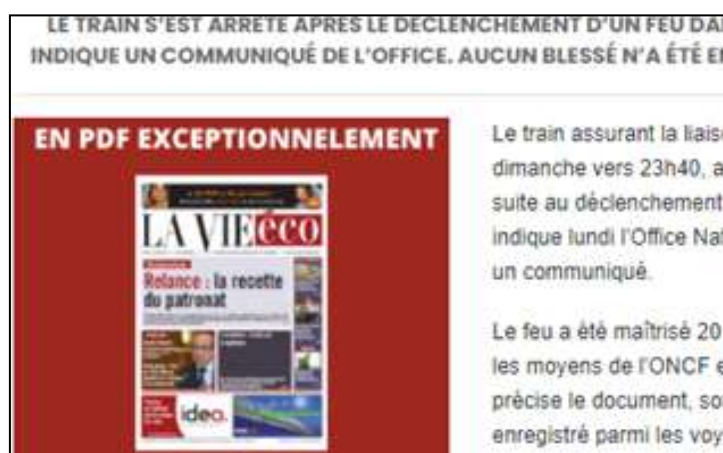 LE TRAIN S'EST ARRÊTÉ APRÈS LE DÉCLENCHEMENT D'UN FEU DA
INDIQUE UN COMMUNIQUÉ DE L'OFFICE. AUCUN BLESSÉ N'A ÉTÉ E
EN PDF EXCEPTIONNELEMENT
LA VIE éco
Relance : la recette
du patronat
ideo.
Le train assurant la liais
dimanche vers 23h40, a
suite au déclenchement
indique lundi l'Office Na
un communiqué.
Le feu a été maîtrisé 20
les moyens de l'ONCF e
précise le document, so
enregistré parmi les voy